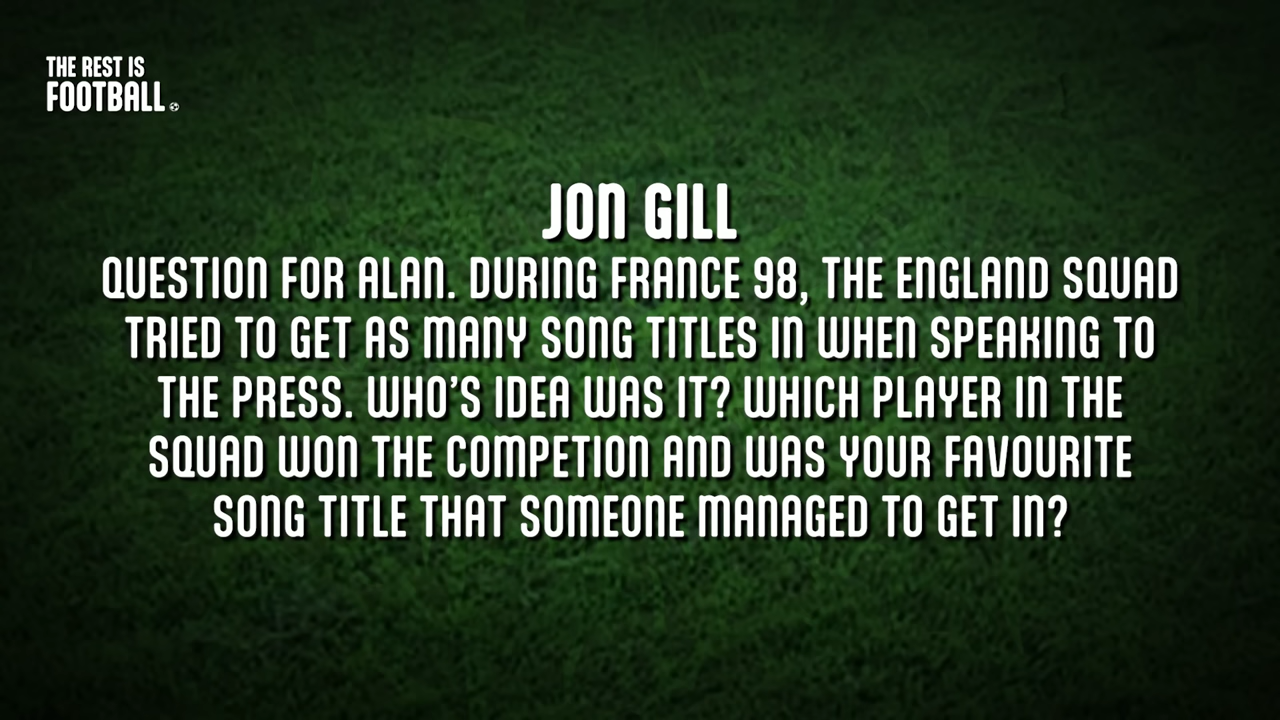 THE REST IS
FOOTBALL
JON GILL
QUESTION FOR ALAN. DURING FRANCE 98, THE ENGLAND SQUAD
TRIED TO GET AS MANY SONG TITLES IN WHEN SPEAKING TO
THE PRESS. WHO'S IDEA WAS IT? WHICH PLAYER IN THE
SQUAD WON THE COMPETION AND WAS YOUR FAVOURITE
SONG TITLE THAT SOMEONE MANAGED TO GET IN?